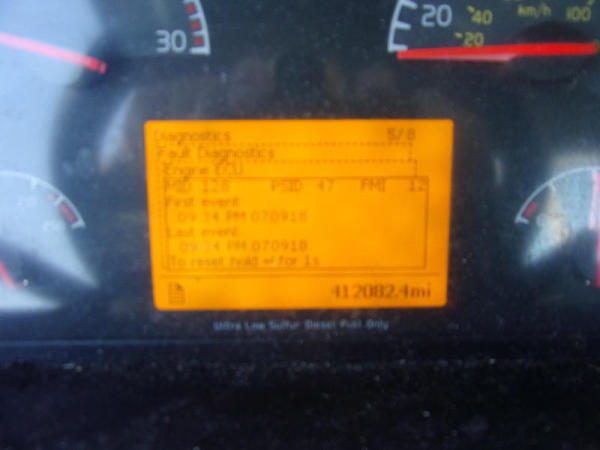 30
20
40
20
km/h 100
Diagnostics 5/8
Fault Diagnostics
Engine ECU
MID 128 PSID 47 FMI 12
First event:
09:34 PM 070918
Last event:
09:34 PM 070918
To reset hold ↵ for 1s
412082.4mi
Ultra Low Sulfur Diesel Fuel Only